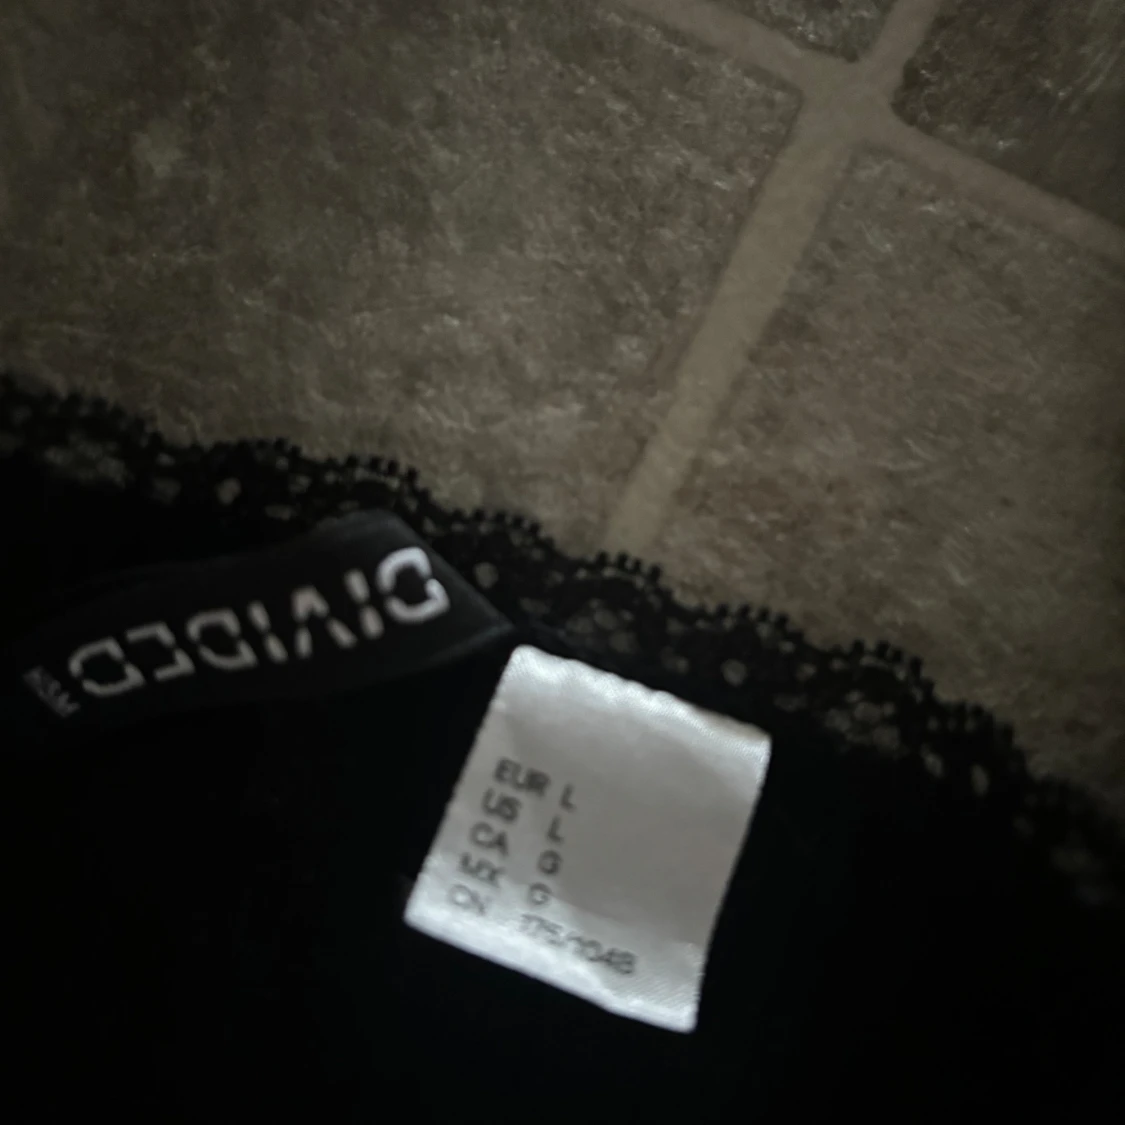 DIVIDED
H&M
EUR L
US L
CA G
MX G
CN 175/104B